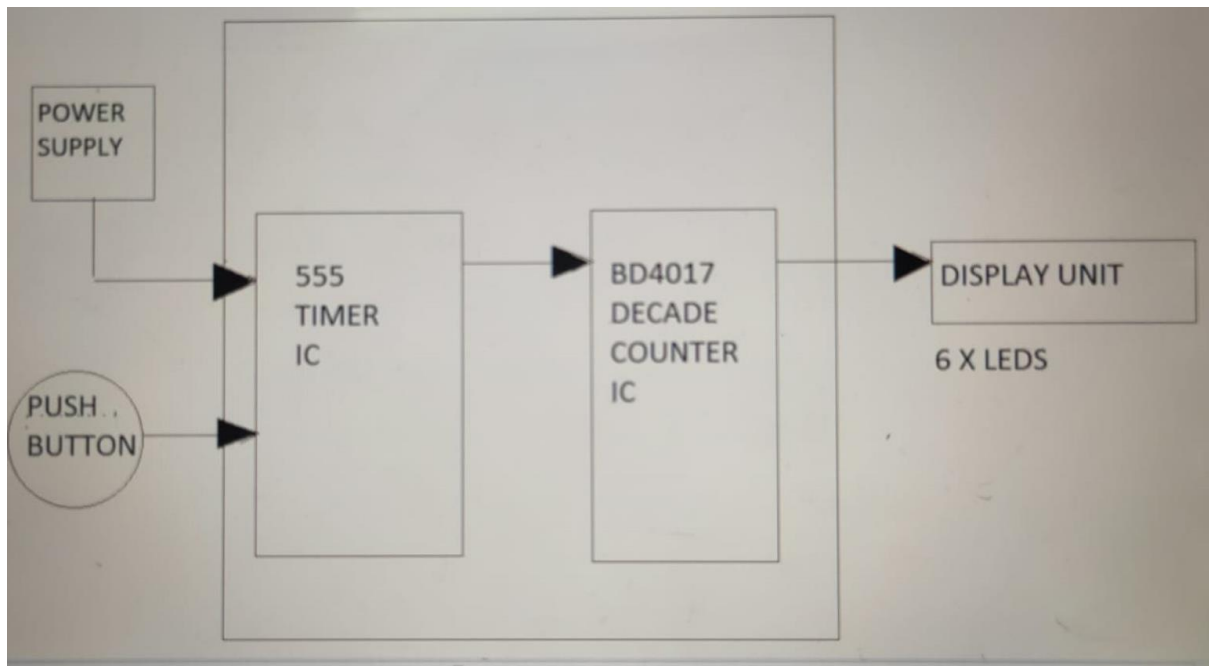 POWER
SUPPLY
555
TIMER
IC
BD4017
DECADE
COUNTER
IC
DISPLAY UNIT
6 X LEDS
PUSH
BUTTON